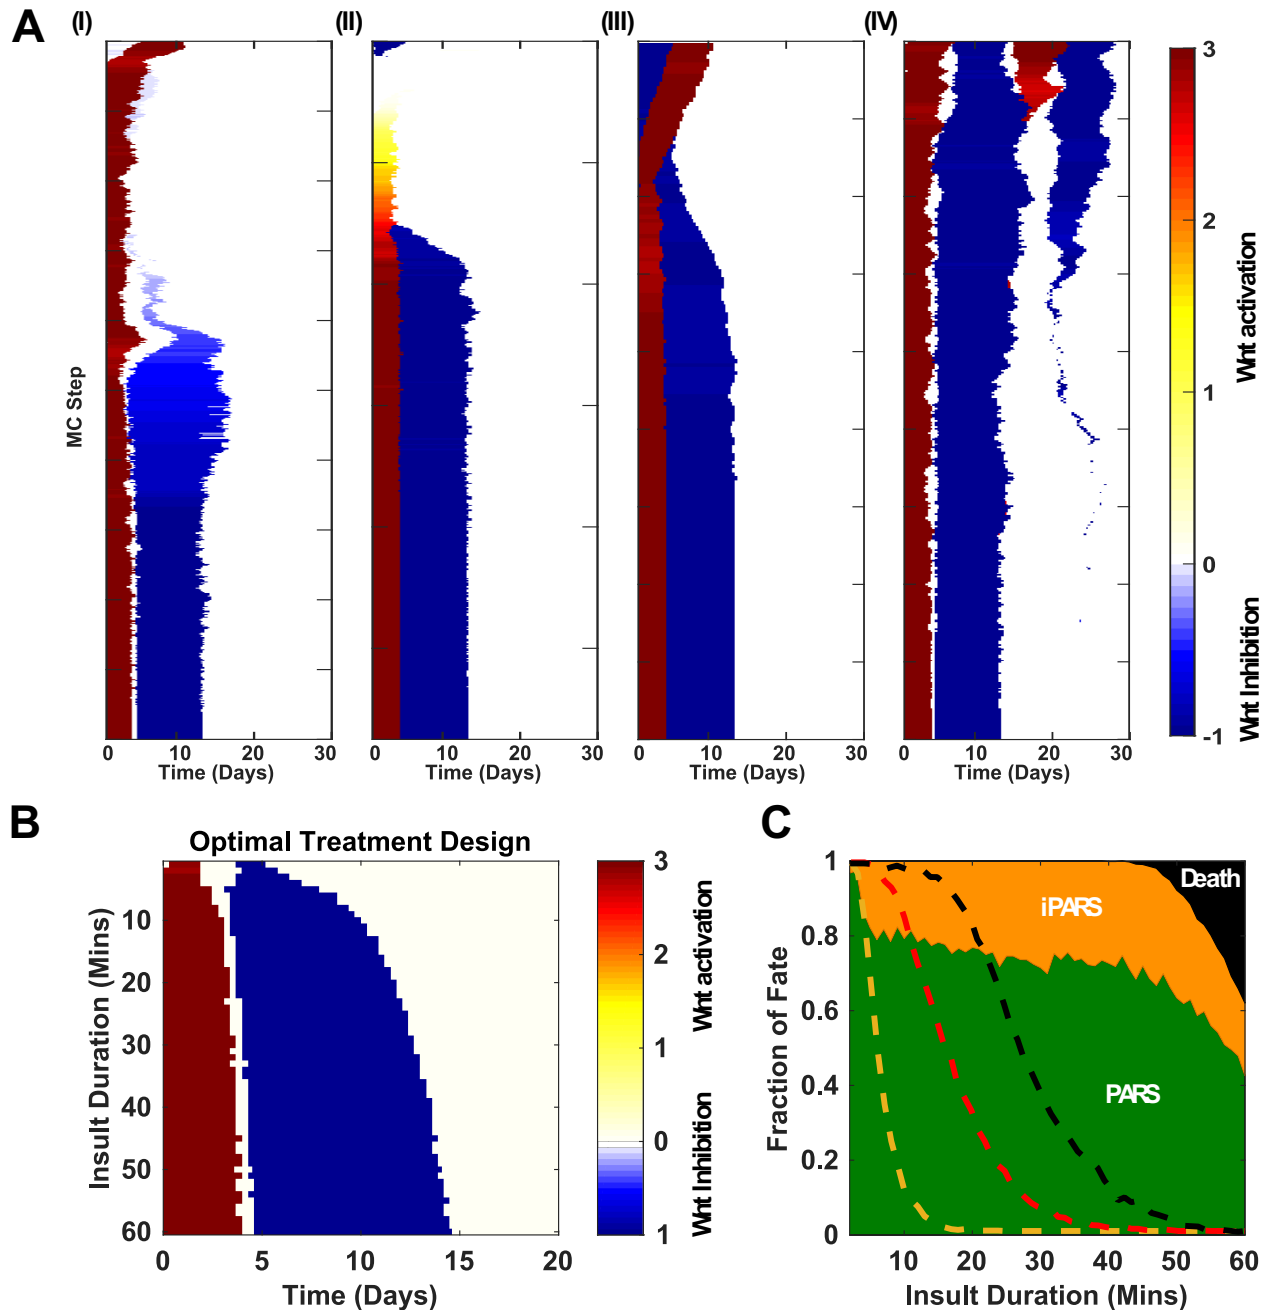 A
(I)
(II)
(III)
(IV)
MC Step
0 10 20 30
Time (Days)
0 10 20 30
Time (Days)
0 10 20 30
Time (Days)
0 10 20 30
Time (Days)
3
2
1
0
-1
Wnt activation
Wnt Inhibition
B
Optimal Treatment Design
Insult Duration (Mins)
10
20
30
40
50
60
0 5 10 15 20
Time (Days)
3
2
1
0
1
Wnt activation
Wnt Inhibition
C
Fraction of Fate
1
0.8
0.6
0.4
0.2
0
Death
iPARS
PARS
10 20 30 40 50 60
Insult Duration (Mins)